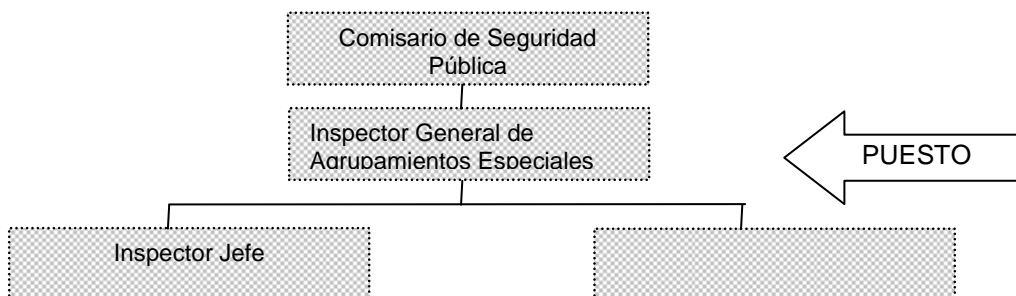 Comisario de Seguridad
Pública
Inspector General de
Agrupamientos Especiales
PUESTO
Inspector Jefe